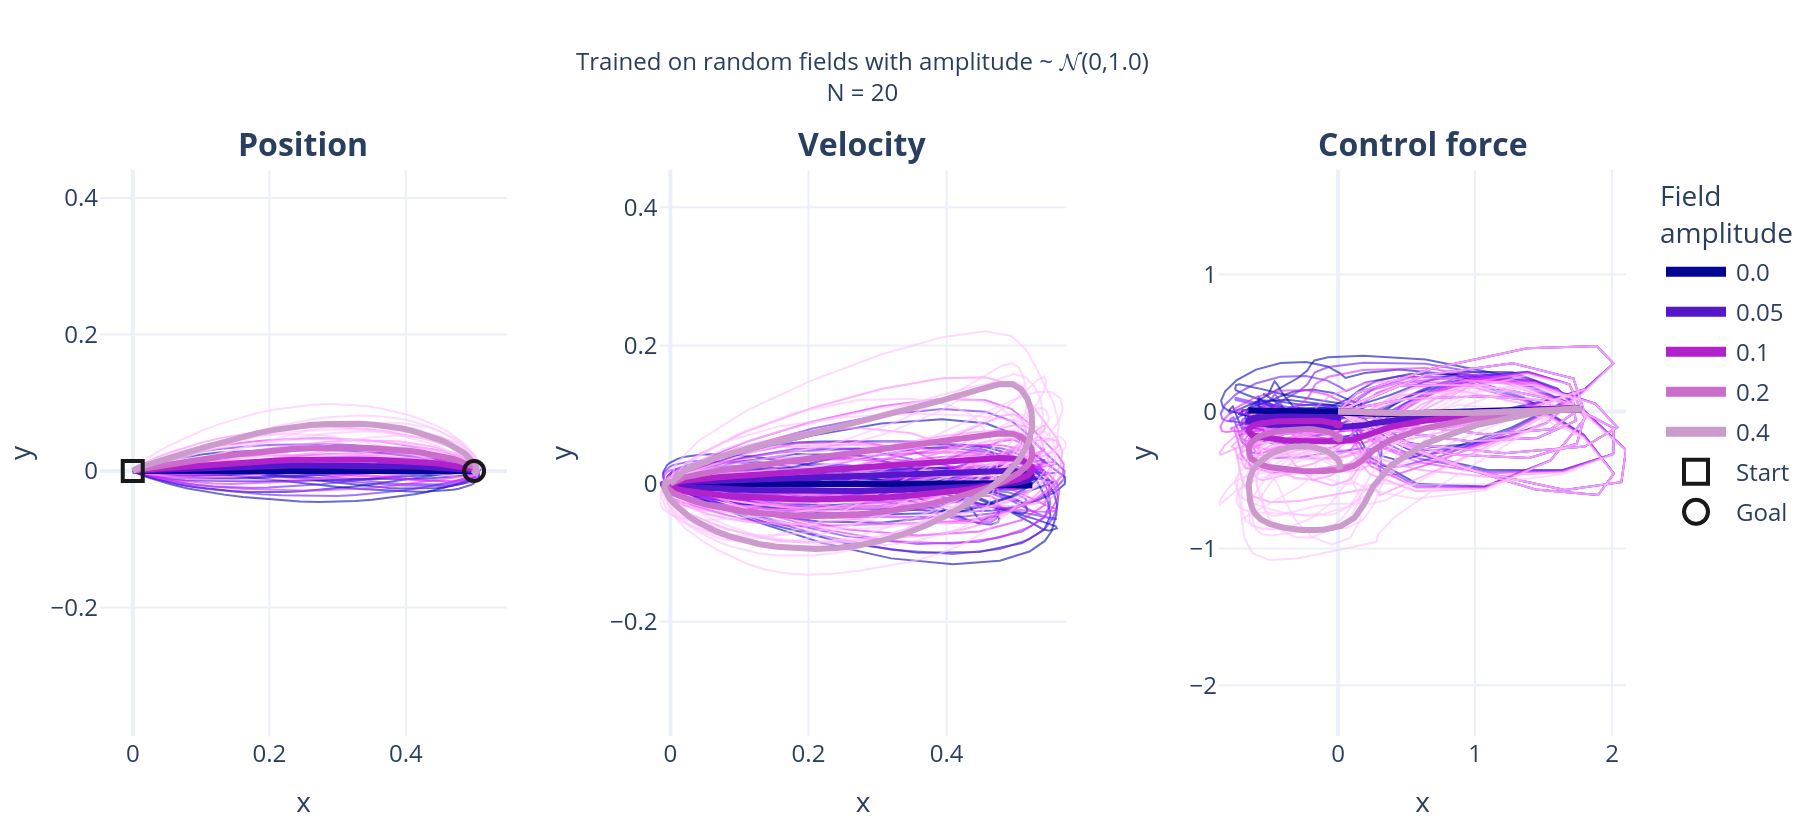 Trained on random fields with amplitude ~ 𝒩(0,1.0)
N = 20
Position
Velocity
Control force
0.4
0.2
0
−0.2
y
0
0.2
0.4
x
0.4
0.2
0
−0.2
y
0
0.2
0.4
x
1
0
−1
−2
y
0
1
2
x
Field
amplitude
0.0
0.05
0.1
0.2
0.4
Start
Goal